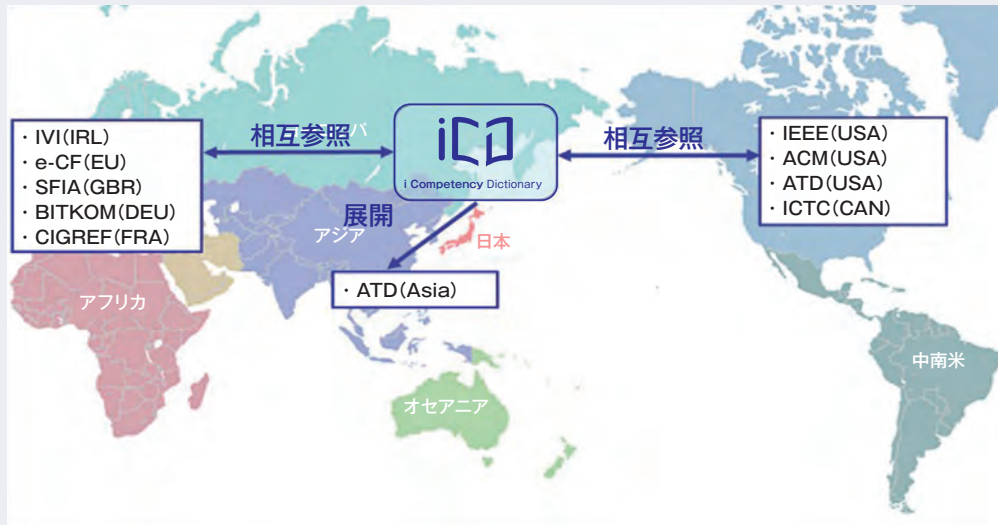 ・IVI(IRL)
・e-CF(EU)
・SFIA(GBR)
・BITKOM(DEU)
・CIGREF(FRA)
相互参照
パ
iCD
i Competency Dictionary
相互参照
・IEEE(USA)
・ACM(USA)
・ATD(USA)
・ICTC(CAN)
展開
アジア
日本
・ATD(Asia)
アフリカ
オセアニア
中南米